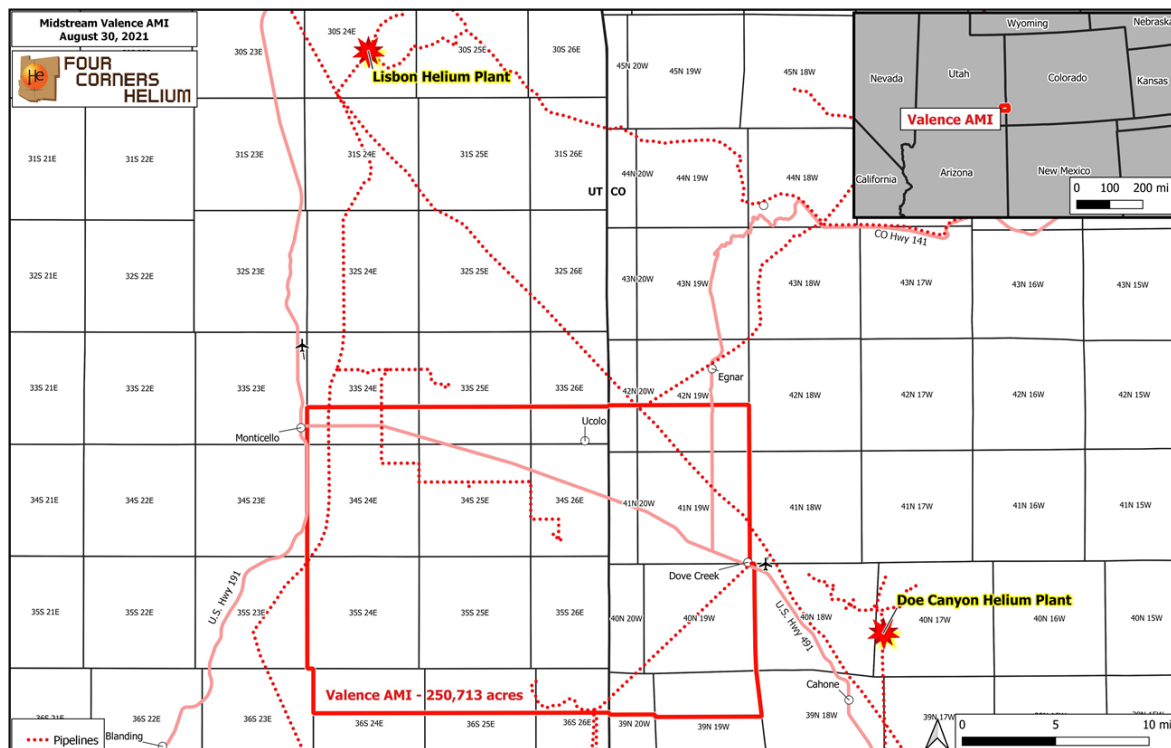 Midstream Valence AMI
August 30, 2021
He
FOUR
CORNERS
HELIUM
30S 23E
30S 24E
30S 25E
30S 26E
45N 20W
45N 19W
45N 18W
Lisbon Helium Plant
Wyoming
Nebraska
Nevada
Utah
Colorado
Kansas
Valence AMI
California
Arizona
New Mexico
0 100 200 mi
31S 21E
31S 22E
31S 23E
31S 24E
31S 25E
31S 26E
44N 20W
44N 19W
44N 18W
UT CO
CO Hwy 141
32S 21E
32S 22E
32S 23E
32S 24E
32S 25E
32S 26E
43N 20W
43N 19W
43N 18W
43N 17W
43N 16W
43N 15W
Egnar
33S 21E
33S 22E
33S 23E
33S 24E
33S 25E
33S 26E
42N 20W
42N 19W
42N 18W
42N 17W
42N 16W
42N 15W
Monticello
Ucolo
34S 21E
34S 22E
34S 23E
34S 24E
34S 25E
34S 26E
41N 20W
41N 19W
41N 18W
41N 17W
41N 16W
41N 15W
Dove Creek
U.S. Hwy 191
U.S. Hwy 491
Doe Canyon Helium Plant
35S 21E
35S 22E
35S 23E
35S 24E
35S 25E
35S 26E
40N 20W
40N 19W
40N 18W
40N 17W
40N 16W
40N 15W
Cahone
Valence AMI - 250,713 acres
36S 21E
36S 22E
36S 23E
36S 24E
36S 25E
36S 26E
39N 20W
39N 19W
39N 18W
39N 17W
Blanding
Pipelines
0 5 10 mi